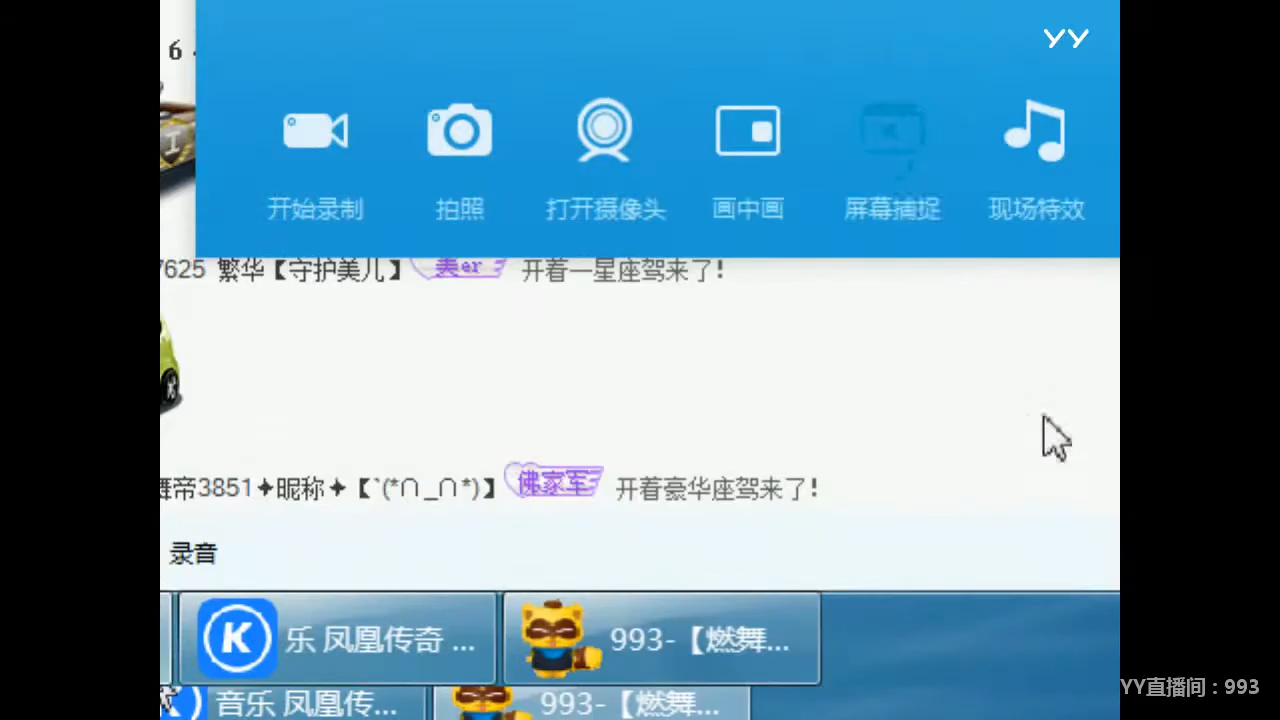 6
YY
开始录制 拍照 打开摄像头 画中画 屏幕捕捉 现场特效
7625 繁华【守护美儿】 美er 开着一星座驾来了!
舞帝3851✦昵称✦【`(*∩_∩*)】 佛家军 开着豪华座驾来了!
录音
K 乐 凤凰传奇 ... 993-【燃舞...
音乐 凤凰传... 993-【燃舞...
YY直播间:993